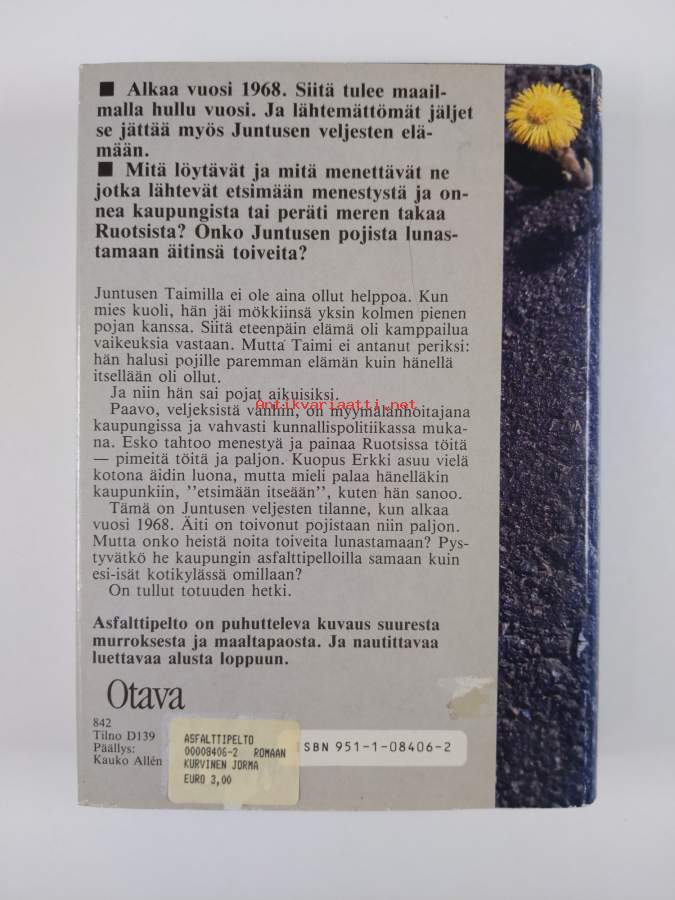 ■ Alkaa vuosi 1968. Siitä tulee maail-
malla hullu vuosi. Ja lähtemättömät jäljet
se jättää myös Juntusen veljesten elä-
mään.
■ Mitä löytävät ja mitä menettävät ne
jotka lähtevät etsimään menestystä ja on-
nea kaupungista tai peräti meren takaa
Ruotsista? Onko Juntusen pojista lunas-
tamaan äitinsä toiveita?
Juntusen Taimilla ei ole aina ollut helppoa. Kun
mies kuoli, hän jäi mökkiinsä yksin kolmen pienen
pojan kanssa. Siitä eteenpäin elämä oli kamppailua
vaikeuksia vastaan. Mutta Taimi ei antanut periksi:
hän halusi pojille paremman elämän kuin hänellä
itsellään oli ollut.
Ja niin hän sai pojat aikuisiksi.
Antikvariaatti.net
Paavo, veljeksistä vanhin, on myymälänhoitajana
kaupungissa ja vahvasti kunnallispolitiikassa muka-
na. Esko tahtoo menestyä ja painaa Ruotsissa töitä
— pimeitä töitä ja paljon. Kuopus Erkki asuu vielä
kotona äidin luona, mutta mieli palaa hänelläkin
kaupunkiin, ''etsimään itseään'', kuten hän sanoo.
Tämä on Juntusen veljesten tilanne, kun alkaa
vuosi 1968. Äiti on toivonut pojistaan niin paljon.
Mutta onko heistä noita toiveita lunastamaan? Pys-
tyvätkö he kaupungin asfalttipelloilla samaan kuin
esi-isät kotikylässä omillaan?
On tullut totuuden hetki.
Asfalttipelto on puhutteleva kuvaus suuresta
murroksesta ja maaltapaosta. Ja nautittavaa
luettavaa alusta loppuun.
Otava
842
Tilno D139
Päällys:
Kauko Allén
ASFALTTIPELTO
00008406-2 ROMAAN
KURVINEN JORMA
EURO 3,00
ISBN 951-1-08406-2